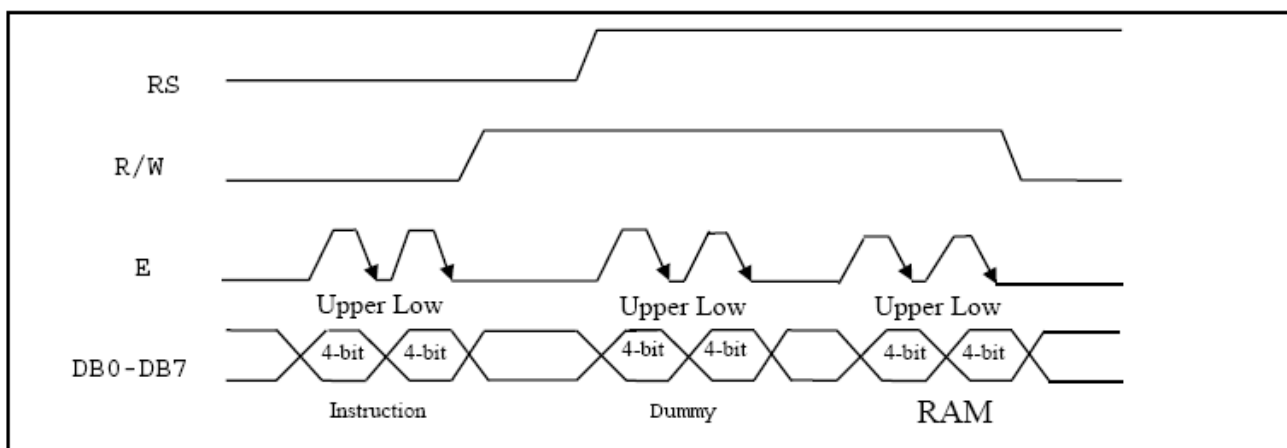 RS
R/W
E
Upper Low Upper Low Upper Low
DB0-DB7 4-bit 4-bit 4-bit 4-bit 4-bit 4-bit
Instruction Dummy RAM